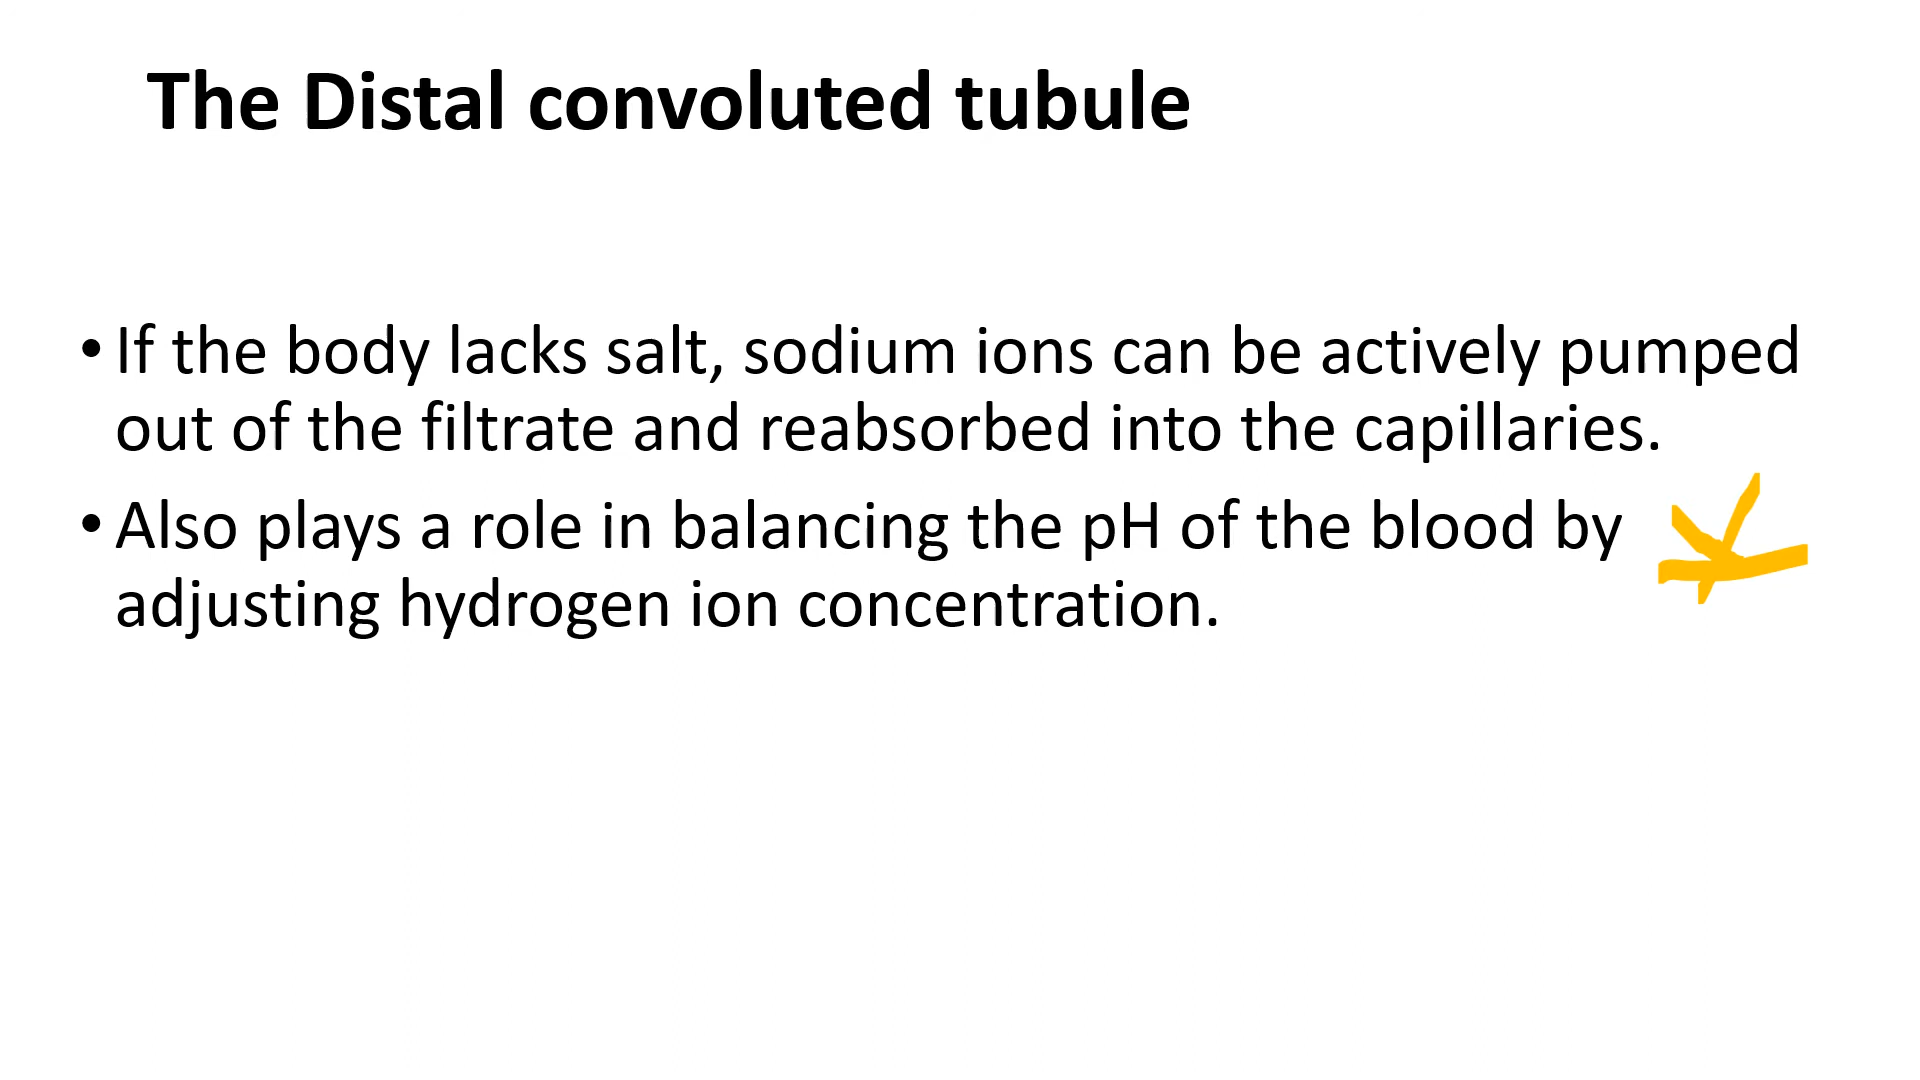 The Distal convoluted tubule
• If the body lacks salt, sodium ions can be actively pumped
out of the filtrate and reabsorbed into the capillaries.
• Also plays a role in balancing the pH of the blood by
adjusting hydrogen ion concentration.